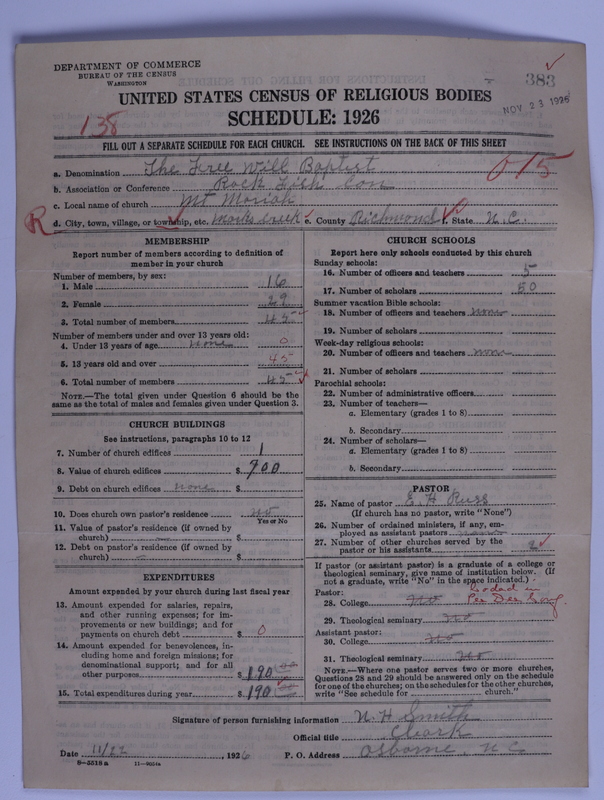 DEPARTMENT OF COMMERCE
BUREAU OF THE CENSUS
WASHINGTON
383
NOV 23 1926
UNITED STATES CENSUS OF RELIGIOUS BODIES
SCHEDULE: 1926
138
FILL OUT A SEPARATE SCHEDULE FOR EACH CHURCH. SEE INSTRUCTIONS ON THE BACK OF THIS SHEET
a. Denomination The Free Will Baptist
b. Association or Conference Rock Fish Con
c. Local name of church Mt Moriah
R d. City, town, village, or township, etc. Marks Creek e. County Richmond f. State N.C.
MEMBERSHIP
Report number of members according to definition of member in your church
Number of members, by sex:
1. Male 16
2. Female 29
3. Total number of members 45
Number of members under and over 13 years old:
4. Under 13 years of age none 0
5. 13 years old and over 45
6. Total number of members 45
NOTE.—The total given under Question 6 should be the same as the total of males and females given under Question 3.
CHURCH BUILDINGS
See instructions, paragraphs 10 to 12
7. Number of church edifices 1
8. Value of church edifices $ 700
9. Debt on church edifices none $
10. Does church own pastor's residence no
Yes or No
11. Value of pastor's residence (if owned by church) $
12. Debt on pastor's residence (if owned by church) $
EXPENDITURES
Amount expended by your church during last fiscal year
13. Amount expended for salaries, repairs, and other running expenses; for improvements or new buildings; and for payments on church debt $ 0
14. Amount expended for benevolences, including home and foreign missions; for denominational support; and for all other purposes $ 190
15. Total expenditures during year $ 190
CHURCH SCHOOLS
Report here only schools conducted by this church
Sunday schools:
16. Number of officers and teachers 5
17. Number of scholars 50
Summer vacation Bible schools:
18. Number of officers and teachers none
19. Number of scholars
Week-day religious schools:
20. Number of officers and teachers none
21. Number of scholars
Parochial schools:
22. Number of administrative officers
23. Number of teachers—
a. Elementary (grades 1 to 8)
b. Secondary
24. Number of scholars—
a. Elementary (grades 1 to 8)
b. Secondary
PASTOR
25. Name of pastor E. H. Russ
(If church has no pastor, write "None")
26. Number of ordained ministers, if any, employed as assistant pastors none
27. Number of other churches served by the pastor or his assistants 2
If pastor (or assistant pastor) is a graduate of a college or theological seminary, give name of institution below. (If not a graduate, write "No" in the space indicated.)
Pastor:
28. College No
29. Theological seminary no
Assistant pastor:
30. College No
31. Theological seminary No
NOTE.—Where one pastor serves two or more churches, Questions 28 and 29 should be answered only on the schedule for one of the churches; on the schedules for the other churches, write "See schedule for church."
Signature of person furnishing information N. H. Smith
Official title Clark
Date 11/22, 1926 P. O. Address Osborne, N C
8-5518a 11-9034a